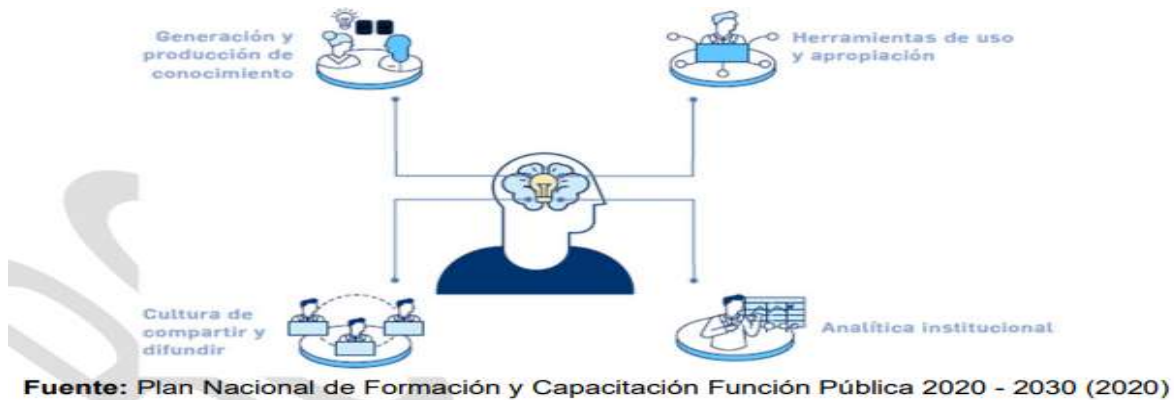 Generación y
producción de
conocimiento
Herramientas de uso
y apropiación
Cultura de
compartir y
difundir
Analítica institucional
Fuente: Plan Nacional de Formación y Capacitación Función Pública 2020 - 2030 (2020)